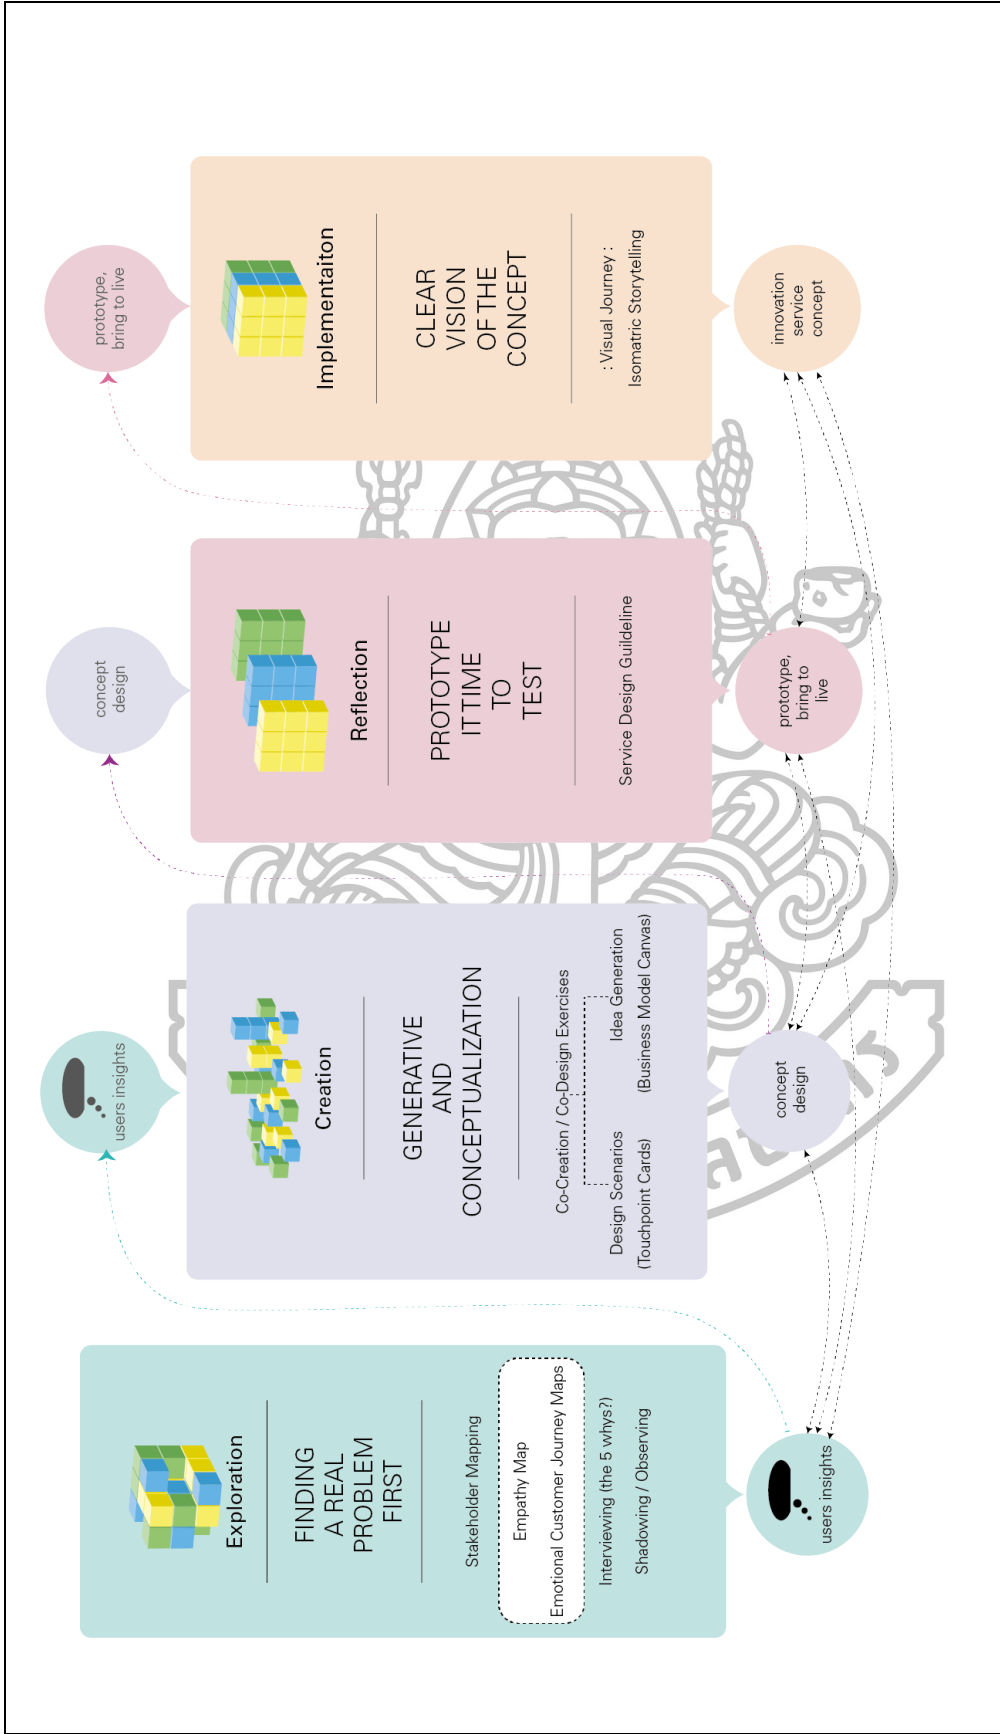 users insights
concept
design
prototype,
bring to live
Exploration
FINDING
A REAL
PROBLEM
FIRST
Stakeholder Mapping
Empathy Map
Emotional Customer Journey Maps
Interviewing (the 5 whys?)
Shadowing / Observing
users insights
Creation
GENERATIVE
AND
CONCEPTUALIZATION
Co-Creation / Co-Design Exercises
Design Scenarios
(Touchpoint Cards)
Idea Generation
(Business Model Canvas)
concept
design
Reflection
PROTOTYPE
IT TIME
TO
TEST
Service Design Guildeline
prototype,
bring to
live
Implementaiton
CLEAR
VISION
OF THE
CONCEPT
: Visual Journey :
Isomatric Storytelling
innovation
service
concept